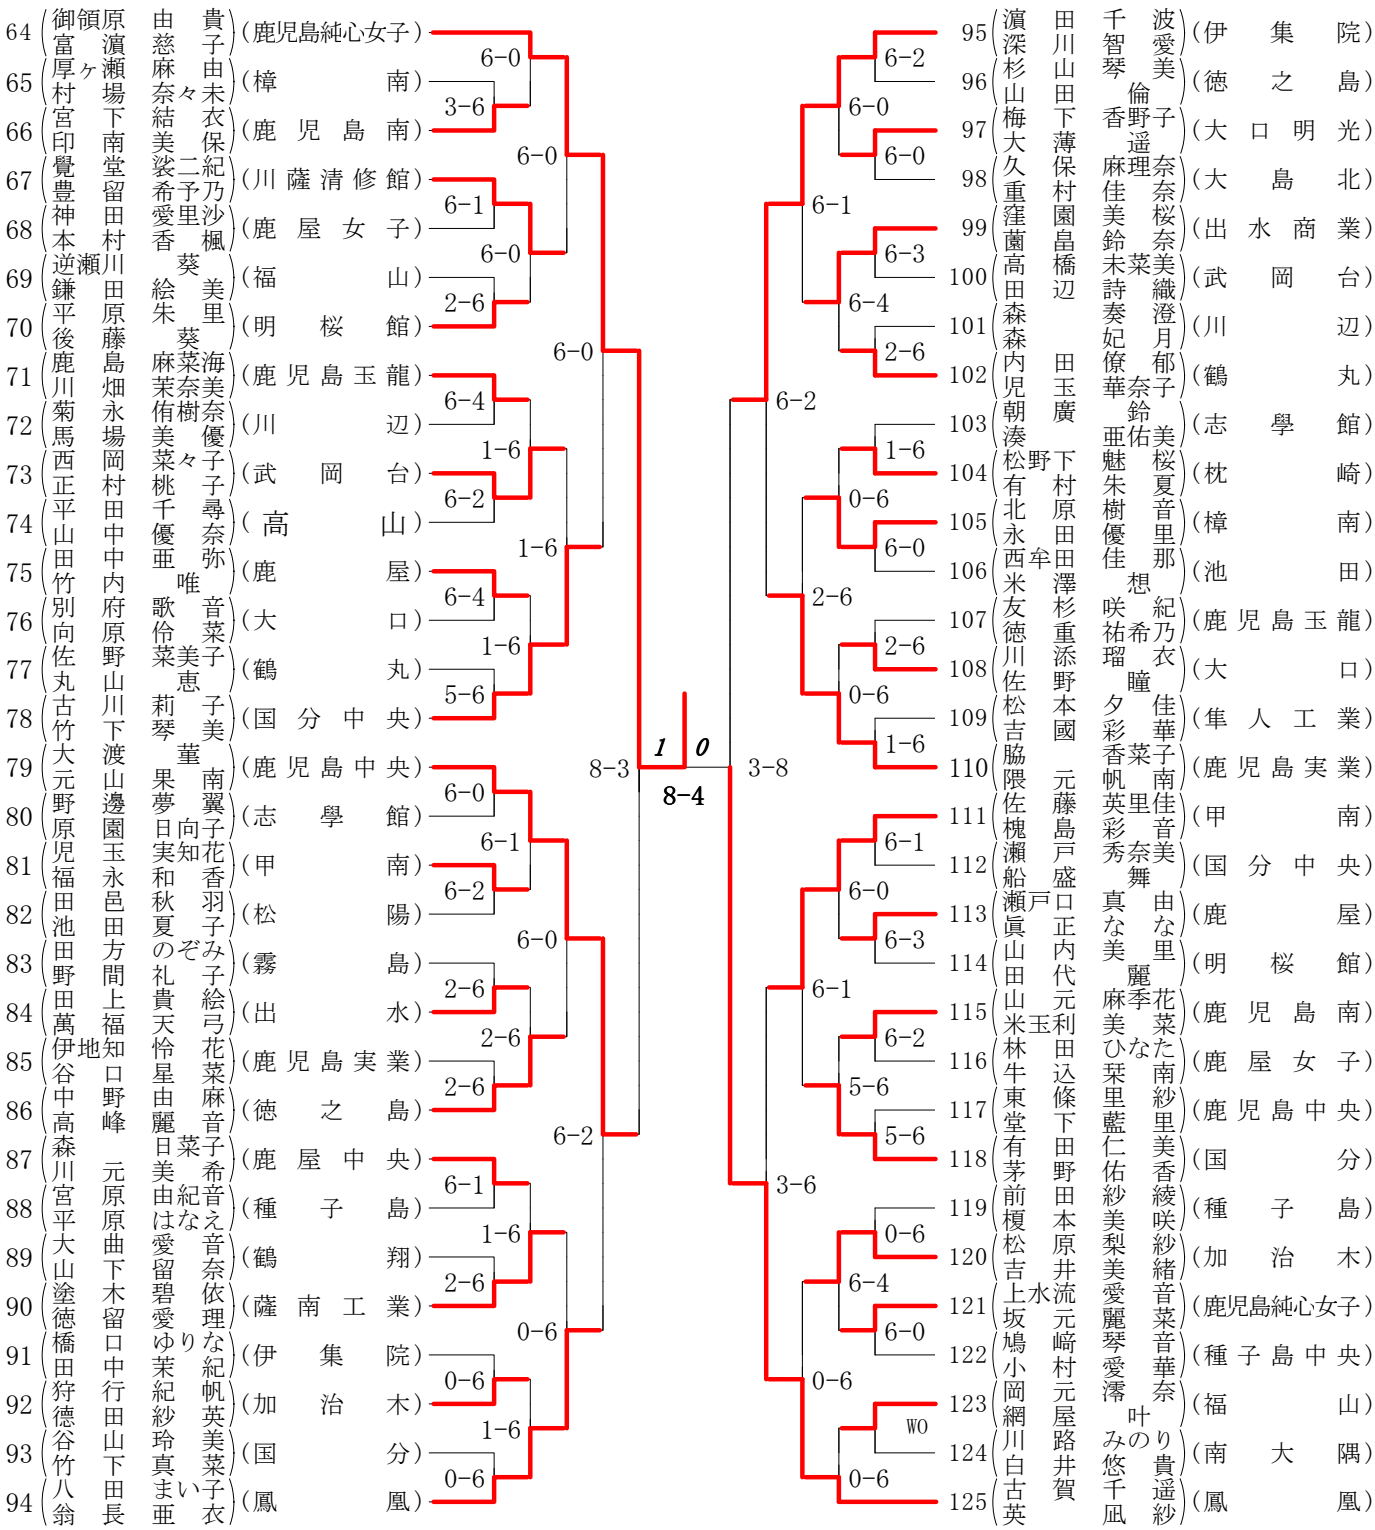 64 (御領原 由貴 / 富濵 慈子) (鹿児島純心女子)
65 (厚ヶ瀬 麻由 / 村場 奈々未) (樟南)
66 (宮下 結衣 / 印南 美保) (鹿児島南)
67 (覺堂 裟二紀 / 豊留 希予乃) (川薩清修館)
68 (神田 愛里沙 / 本村 香楓) (鹿屋女子)
69 (逆瀬川 葵 / 鎌田 絵美) (福山)
70 (平原 朱里 / 後藤 葵) (明桜館)
71 (鹿島 麻菜海 / 川畑 茉奈美) (鹿児島玉龍)
72 (菊永 侑樹奈 / 馬場 美優) (川辺)
73 (西岡 菜々子 / 正村 桃子) (武岡台)
74 (平田 千尋 / 山中 優奈) (高山)
75 (田中 亜弥 / 竹内 唯) (鹿屋)
76 (別府 歌音 / 向原 伶菜) (大口)
77 (佐野 菜美子 / 丸山 恵) (鶴丸)
78 (古川 莉子 / 竹下 琴美) (国分中央)
79 (大渡 菫 / 元山 果南) (鹿児島中央)
80 (野邊 夢翼 / 原園 日向子) (志學館)
81 (児玉 実知花 / 福永 和香) (甲南)
82 (田邑 秋羽 / 池田 夏子) (松陽)
83 (田方 のぞみ / 野間 礼子) (霧島)
84 (田上 貴絵 / 萬福 天弓) (出水)
85 (伊地知 怜花 / 谷口 星菜) (鹿児島実業)
86 (中野 由麻 / 高峰 麗音) (徳之島)
87 (森 日菜子 / 川元 美希) (鹿屋中央)
88 (宮原 由紀音 / 平原 はなえ) (種子島)
89 (大曲 愛音 / 山下 留奈) (鶴翔)
90 (塗木 碧依 / 徳留 愛理) (薩南工業)
91 (橋口 ゆりな / 田中 茉紀) (伊集院)
92 (狩行 紀帆 / 德田 紗英) (加治木)
93 (谷山 玲美 / 竹下 真菜) (国分)
94 (八田 まい子 / 翁長 亜衣) (鳳凰)
6-0
3-6
6-0
6-1
6-0
2-6
6-0
6-4
1-6
6-2
1-6
6-4
1-6
5-6
8-3
6-0
6-1
6-2
6-0
2-6
2-6
2-6
6-2
6-1
1-6
2-6
0-6
0-6
1-6
0-6
1 0
8-4
95 (濵田 千波 / 深川 智愛) (伊集院)
96 (杉山 琴美 / 山田 倫) (徳之島)
97 (梅下 香野子 / 大薄 遥) (大口明光)
98 (久保 麻理奈 / 重村 佳奈) (大島北)
99 (窪園 美桜 / 薗畠 鈴奈) (出水商業)
100 (高橋 未菜美 / 田辺 詩織) (武岡台)
101 (森 奏澄 / 森 妃月) (川辺)
102 (内田 僚郁 / 児玉 華奈子) (鶴丸)
103 (朝廣 鈴 / 湊 亜佑美) (志學館)
104 (松野下 魅桜 / 有村 朱夏) (枕崎)
105 (北原 樹音 / 永田 優里) (樟南)
106 (西牟田 佳那 / 米澤 想) (池田)
107 (友杉 咲紀 / 徳重 祐希乃) (鹿児島玉龍)
108 (川添 瑠衣 / 佐野 瞳) (大口)
109 (松本 夕佳 / 吉國 彩華) (隼人工業)
110 (脇 香菜子 / 隈元 帆南) (鹿児島実業)
111 (佐藤 英里佳 / 槐島 彩音) (甲南)
112 (瀬戸 秀奈美 / 船盛 舞) (国分中央)
113 (瀬戸口 真由 / 眞正 なな) (鹿屋)
114 (山内 美里 / 田代 麗) (明桜館)
115 (山元 麻季花 / 米玉利 美菜) (鹿児島南)
116 (林田 ひなた / 牛込 栞南) (鹿屋女子)
117 (東條 里紗 / 堂下 藍里) (鹿児島中央)
118 (有田 仁美 / 茅野 佑香) (国分)
119 (前田 紗綾 / 榎本 美咲) (種子島)
120 (松原 梨紗 / 吉井 美緒) (加治木)
121 (上水流 愛音 / 坂元 麗菜) (鹿児島純心女子)
122 (鳩﨑 琴音 / 小村 愛華) (種子島中央)
123 (岡元 澪奈 / 網屋 叶) (福山)
124 (川路 みのり / 白井 悠貴) (南大隅)
125 (古賀 千遥 / 英 凪紗) (鳳凰)
6-2
6-0
6-0
6-1
6-3
6-4
2-6
6-2
1-6
0-6
6-0
2-6
2-6
0-6
1-6
3-8
6-1
6-0
6-3
6-1
6-2
5-6
5-6
3-6
0-6
6-4
6-0
0-6
WO
0-6